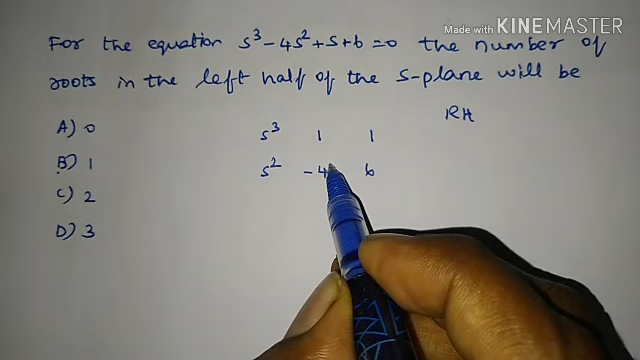 Made with KINEMASTER
For the equation s³ - 4s² + s + 6 = 0 the number of
roots in the left half of the s-plane will be
RH
A) 0
B) 1
C) 2
D) 3
s³ 1 1
s² -4 6